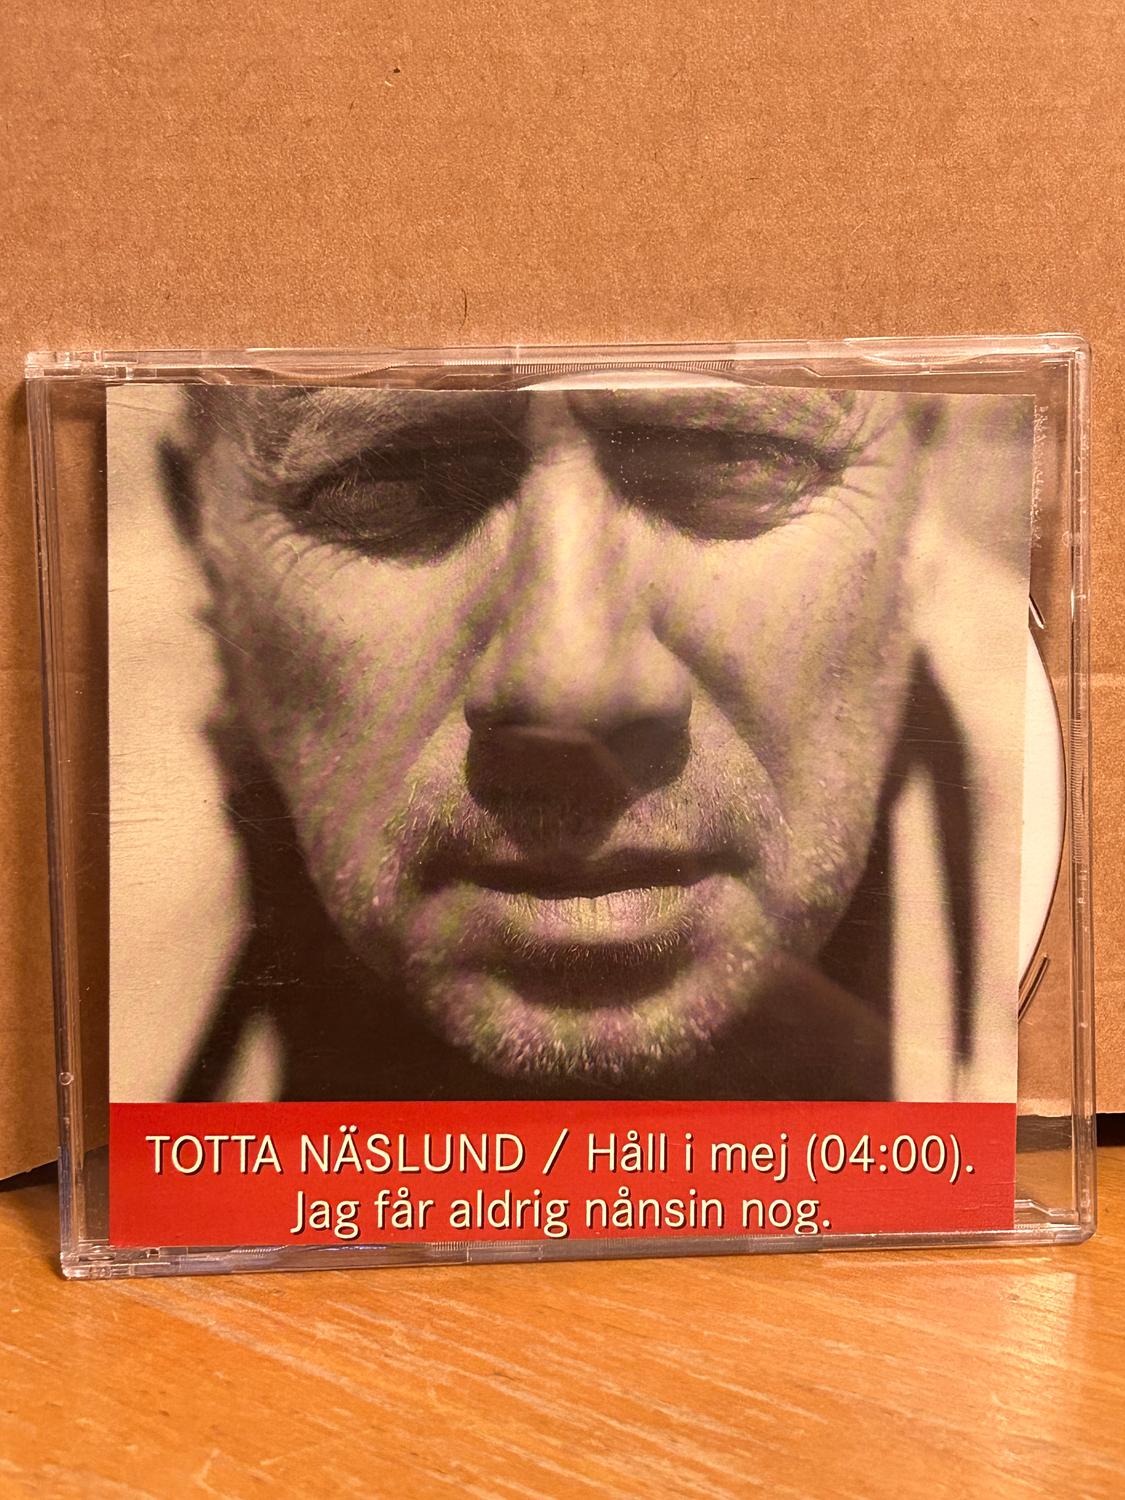 TOTTA NÄSLUND / Håll i mej (04:00).
Jag får aldrig nånsin nog.